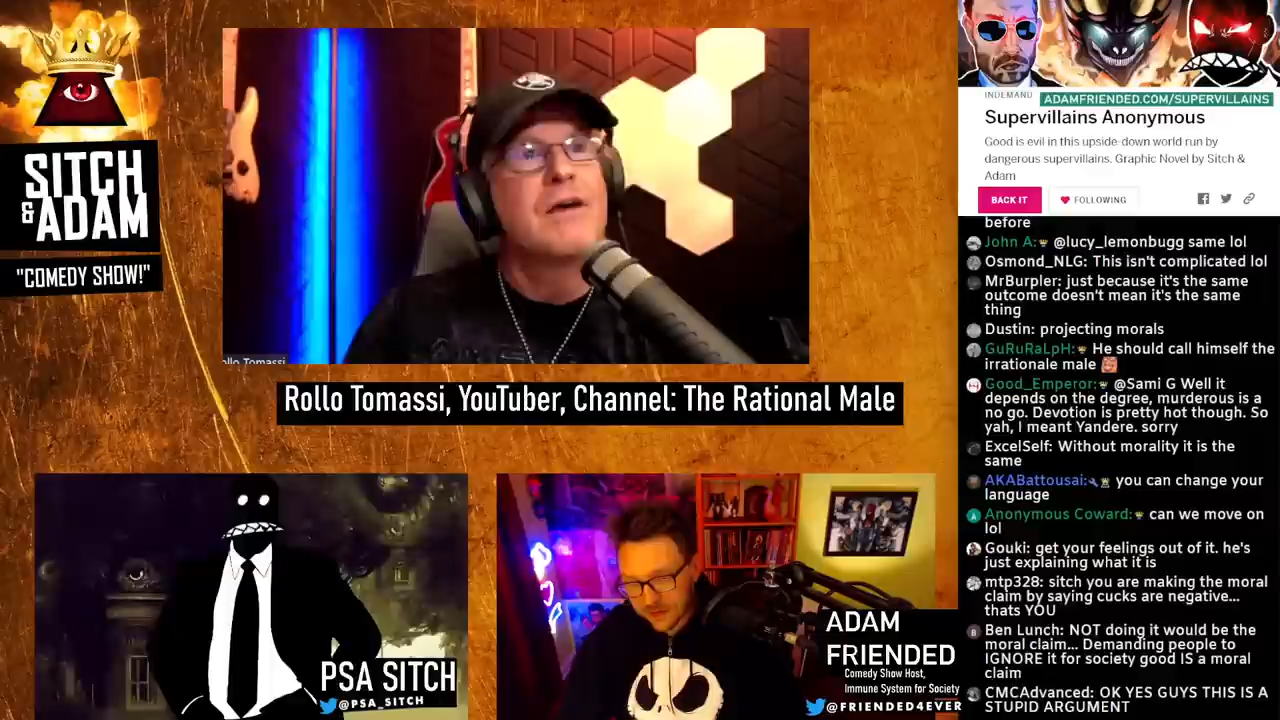 SITCH
& ADAM
"COMEDY SHOW!"
ollo Tomassi
Rollo Tomassi, YouTuber, Channel: The Rational Male
PSA SITCH
@PSA_SITCH
ADAM
FRIENDED
Comedy Show Host,
Immune System for Society
@FRIENDED4EVER
INDEMAND
ADAMFRIENDED.COM/SUPERVILLAINS
Supervillains Anonymous
Good is evil in this upside-down world run by
dangerous supervillains. Graphic Novel by Sitch &
Adam
BACK IT
FOLLOWING
before
John A: @lucy_lemonbugg same lol
Osmond_NLG: This isn't complicated lol
MrBurpler: just because it's the same
outcome doesn't mean it's the same
thing
Dustin: projecting morals
GuRuRaLpH: He should call himself the
irrationale male
Good_Emperor: @Sami G Well it
depends on the degree, murderous is a
no go. Devotion is pretty hot though. So
yah, I meant Yandere. sorry
ExcelSelf: Without morality it is the
same
AKABattousai: you can change your
language
Anonymous Coward: can we move on
lol
Gouki: get your feelings out of it. he's
just explaining what it is
mtp328: sitch you are making the moral
claim by saying cucks are negative...
thats YOU
Ben Lunch: NOT doing it would be the
moral claim... Demanding people to
IGNORE it for society good IS a moral
claim
CMCAdvanced: OK YES GUYS THIS IS A
STUPID ARGUMENT